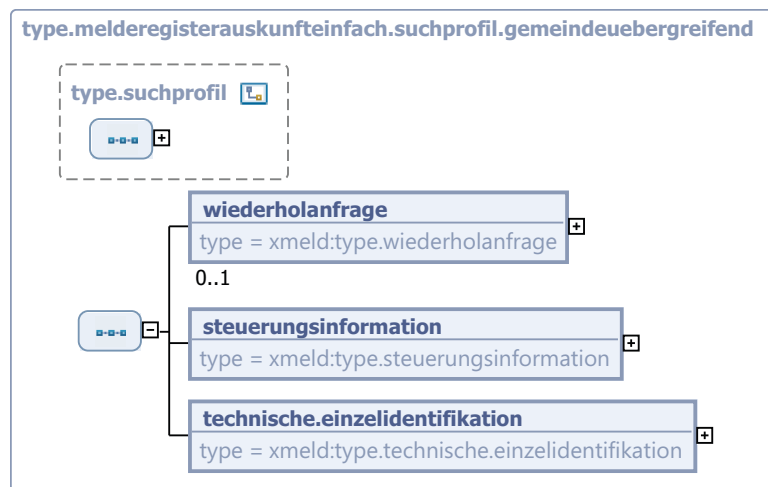 type.melderegisterauskunfteinfach.suchprofil.gemeindeuebergreifend
type.suchprofil
wiederholanfrage
type = xmeld:type.wiederholanfrage
0..1
steuerungsinformation
type = xmeld:type.steuerungsinformation
technische.einzelidentifikation
type = xmeld:type.technische.einzelidentifikation